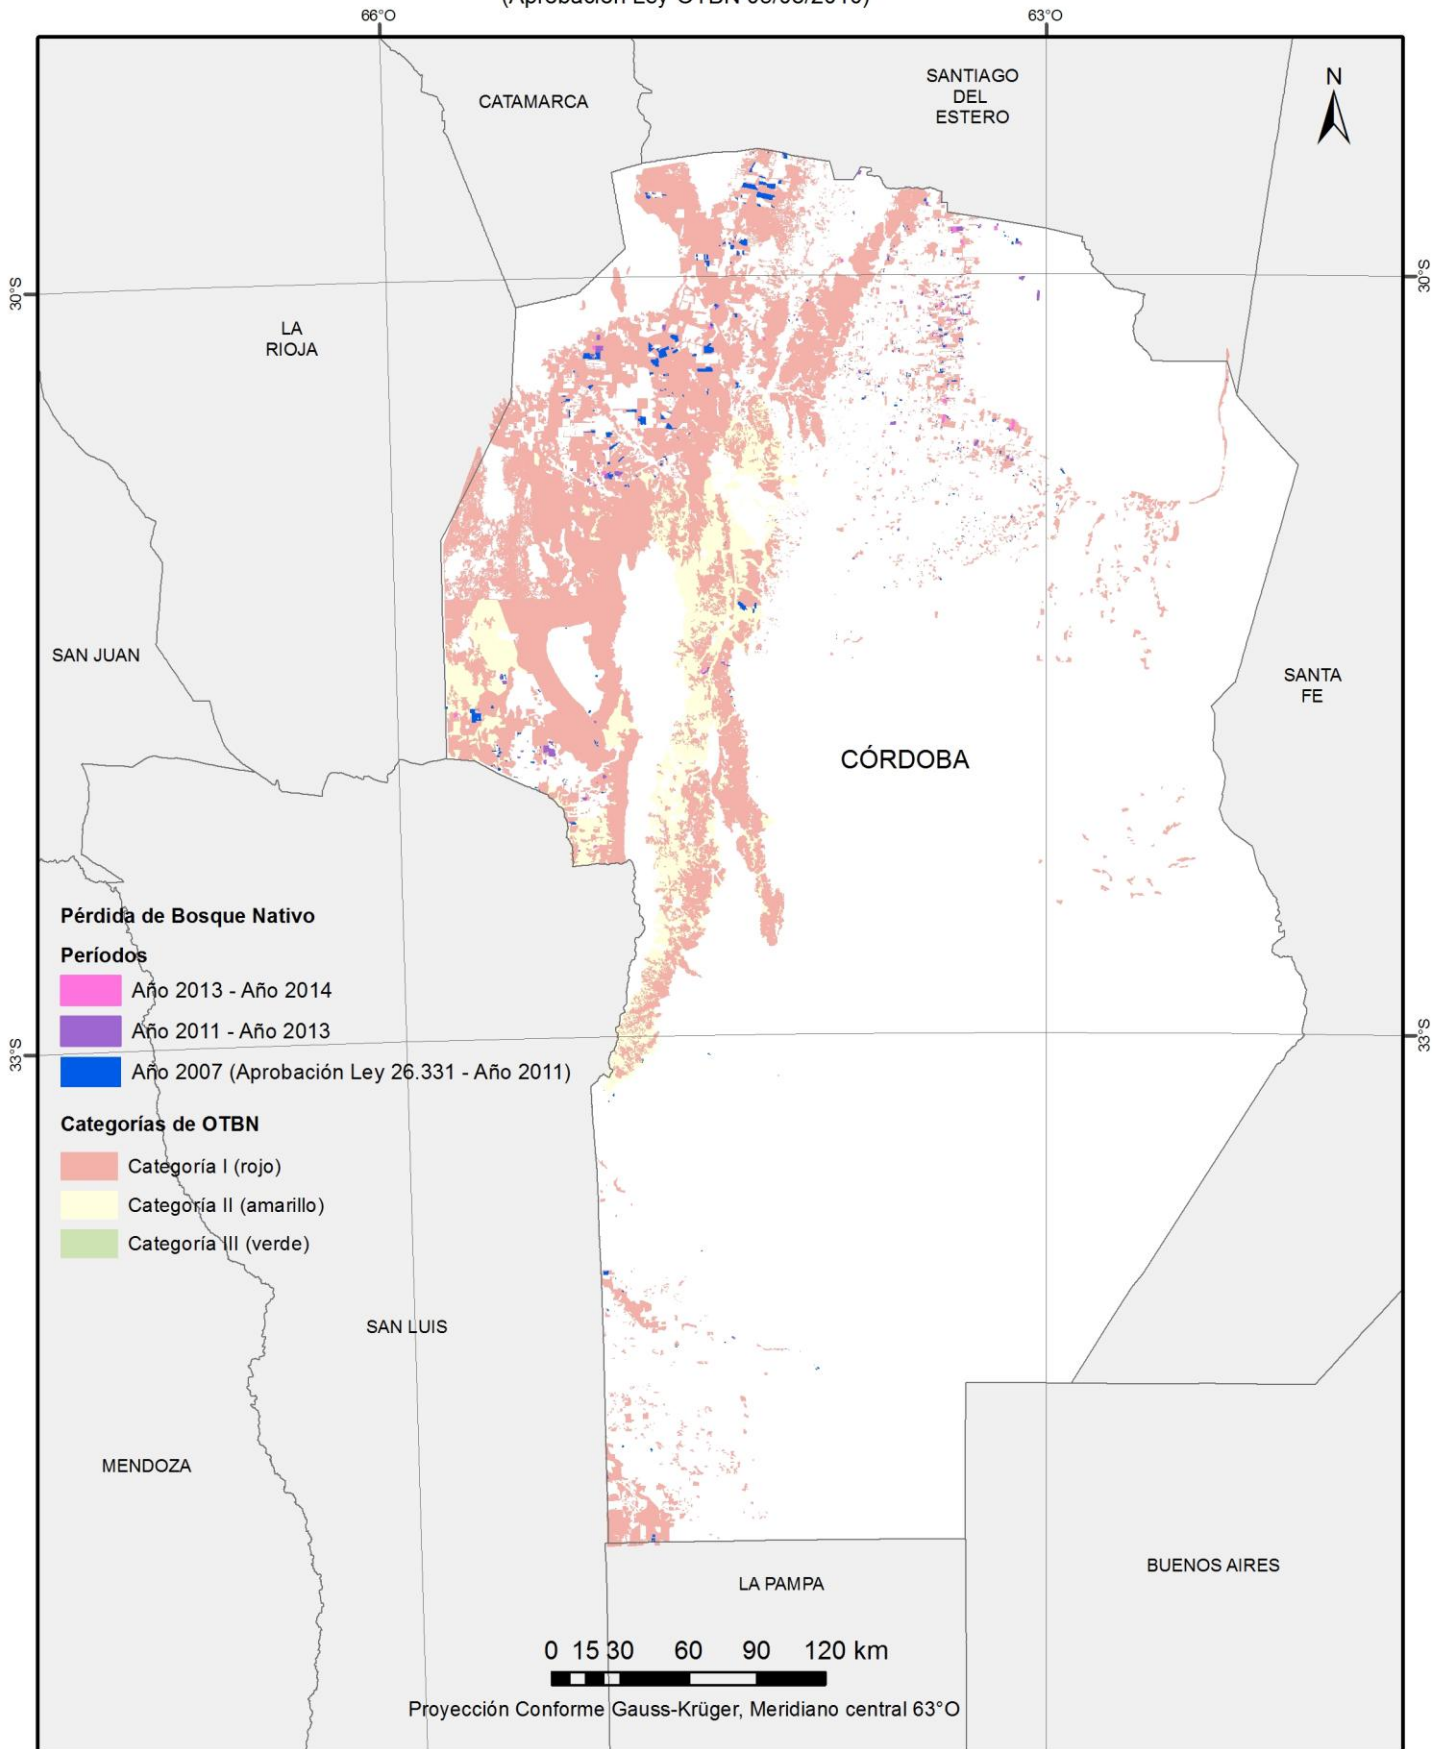 66°O
63°O
CATAMARCA
SANTIAGO
DEL
ESTERO
N
30°S
30°S
LA
RIOJA
SAN JUAN
SANTA
FE
CÓRDOBA
Pérdida de Bosque Nativo
Períodos
Año 2013 - Año 2014
Año 2011 - Año 2013
Año 2007 (Aprobación Ley 26.331 - Año 2011)
33°S
33°S
Categorías de OTBN
Categoría I (rojo)
Categoría II (amarillo)
Categoría III (verde)
SAN LUIS
MENDOZA
LA PAMPA
BUENOS AIRES
0 15 30 60 90 120 km
Proyección Conforme Gauss-Krüger, Meridiano central 63°O